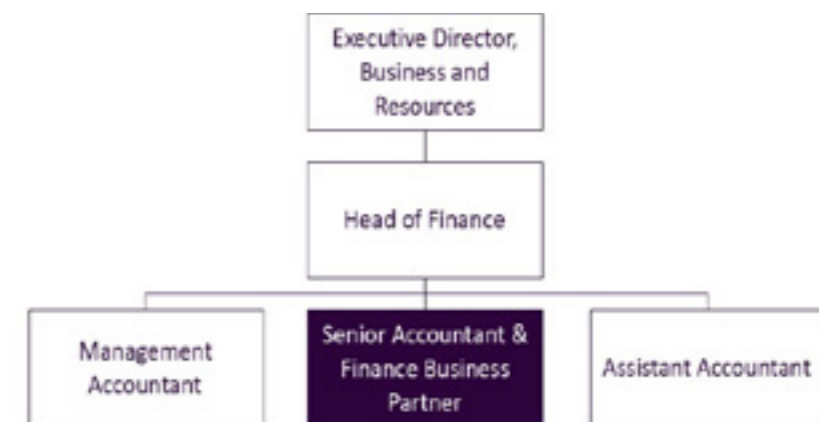 Executive Director,
Business and
Resources
Head of Finance
Management
Accountant
Senior Accountant &
Finance Business
Partner
Assistant Accountant